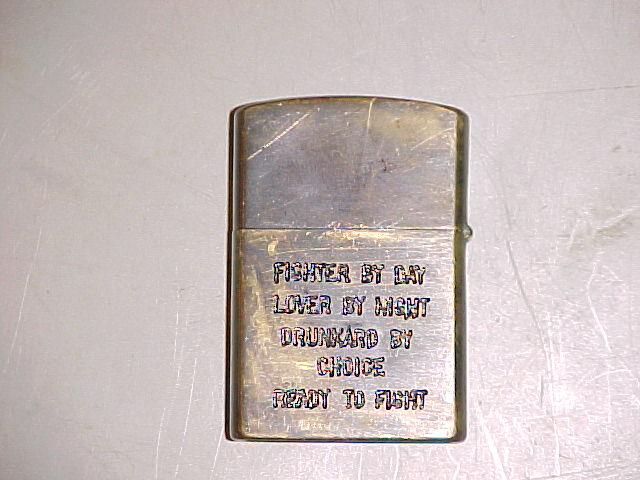 FIGHTER BY DAY
LOVER BY NIGHT
DRUNKARD BY
CHOICE
READY TO FIGHT